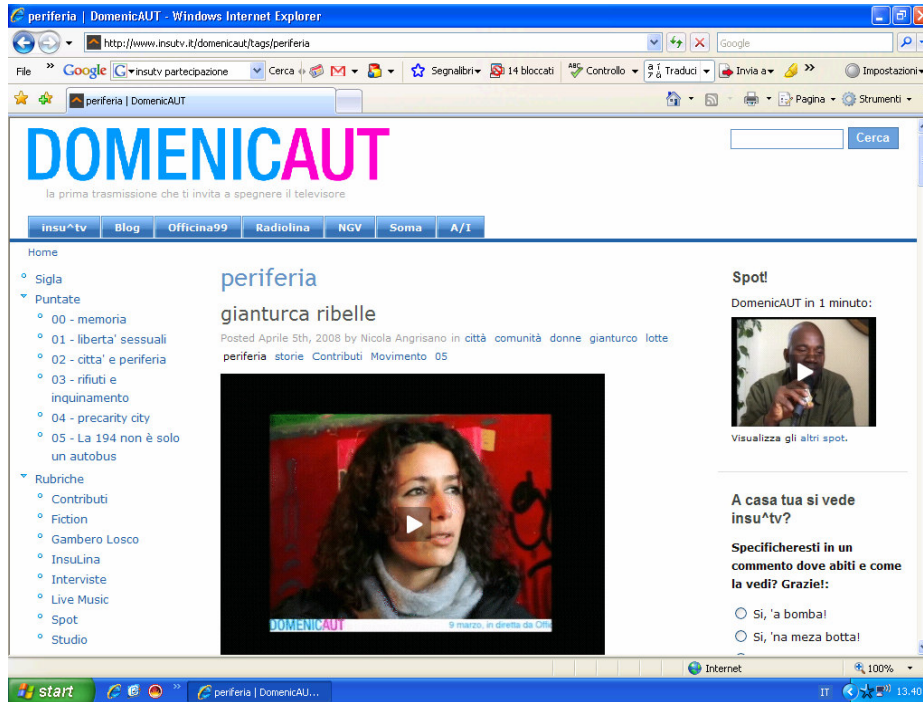 periferia | DomenicAUT - Windows Internet Explorer
http://www.insutv.it/domenicaut/tags/periferia
Google
File » Google G insutv partecipazione Cerca Segnalibri 14 bloccati Controllo Traduci Invia a » Impostazioni
periferia | DomenicAUT Pagina Strumenti
DOMENICAUT
la prima trasmissione che ti invita a spegnere il televisore
Cerca
insu^tv Blog Officina99 Radiolina NGV Soma A/I
Home
Sigla
Puntate
00 - memoria
01 - liberta' sessuali
02 - citta' e periferia
03 - rifiuti e
inquinamento
04 - precarity city
05 - La 194 non è solo
un autobus
Rubriche
Contributi
Fiction
Gambero Losco
InsuLina
Interviste
Live Music
Spot
Studio
periferia
gianturca ribelle
Posted Aprile 5th, 2008 by Nicola Angrisano in città comunità donne gianturco lotte
periferia storie Contributi Movimento 05
DOMENICAUT 9 marzo, in diretta da Offic
Spot!
DomenicAUT in 1 minuto:
Visualizza gli altri spot.
A casa tua si vede
insu^tv?
Specificheresti in un
commento dove abiti e come
la vedi? Grazie!:
Si, 'a bomba!
Si, 'na meza botta!
Internet 100%
start » periferia | DomenicAU... IT 13.40